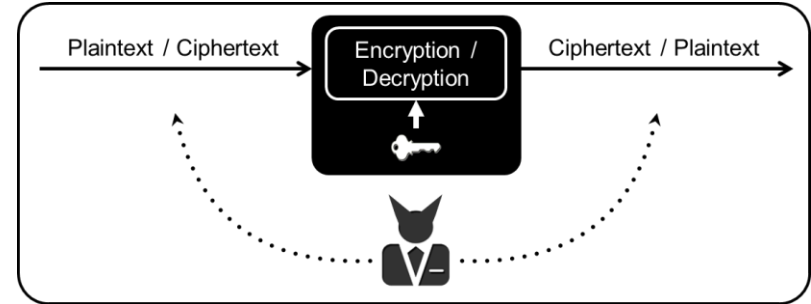 Plaintext / Ciphertext
Encryption /
Decryption
Ciphertext / Plaintext